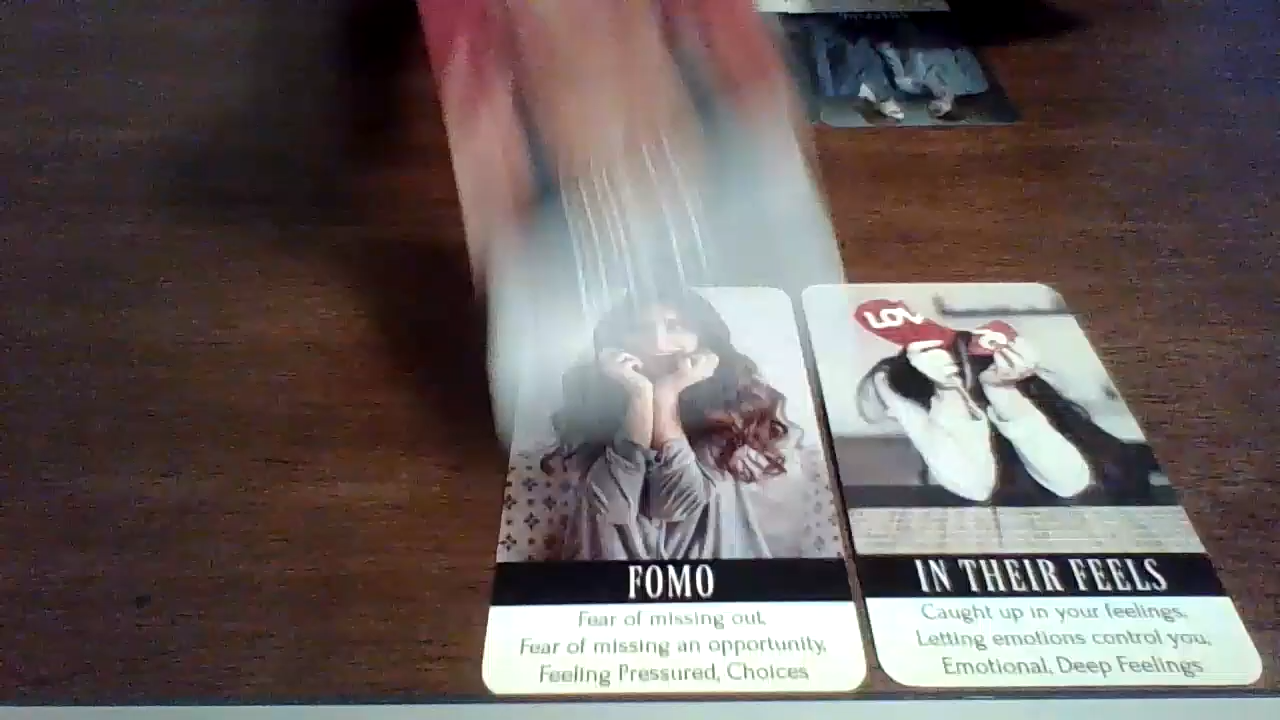 LOV
FOMO
Fear of missing out,
Fear of missing an opportunity,
Feeling Pressured, Choices
IN THEIR FEELS
Caught up in your feelings,
Letting emotions control you,
Emotional, Deep Feelings